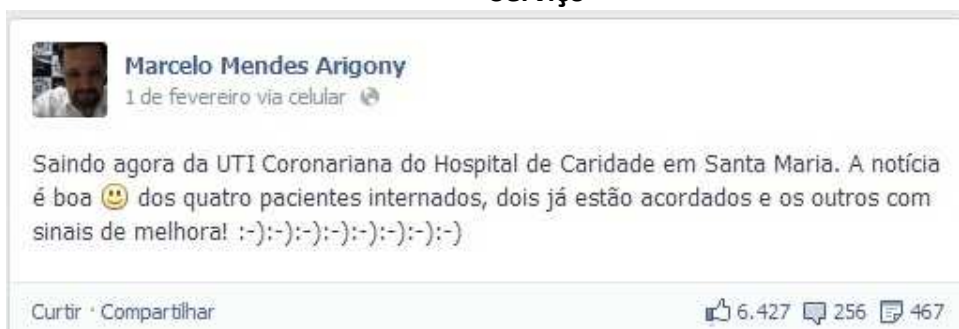 Marcelo Mendes Arigony
1 de fevereiro via celular
Saindo agora da UTI Coronariana do Hospital de Caridade em Santa Maria. A notícia
é boa dos quatro pacientes internados, dois já estão acordados e os outros com
sinais de melhora! :-):-):-):-):-):-):-):-)
Curtir · Compartilhar 6.427 256 467